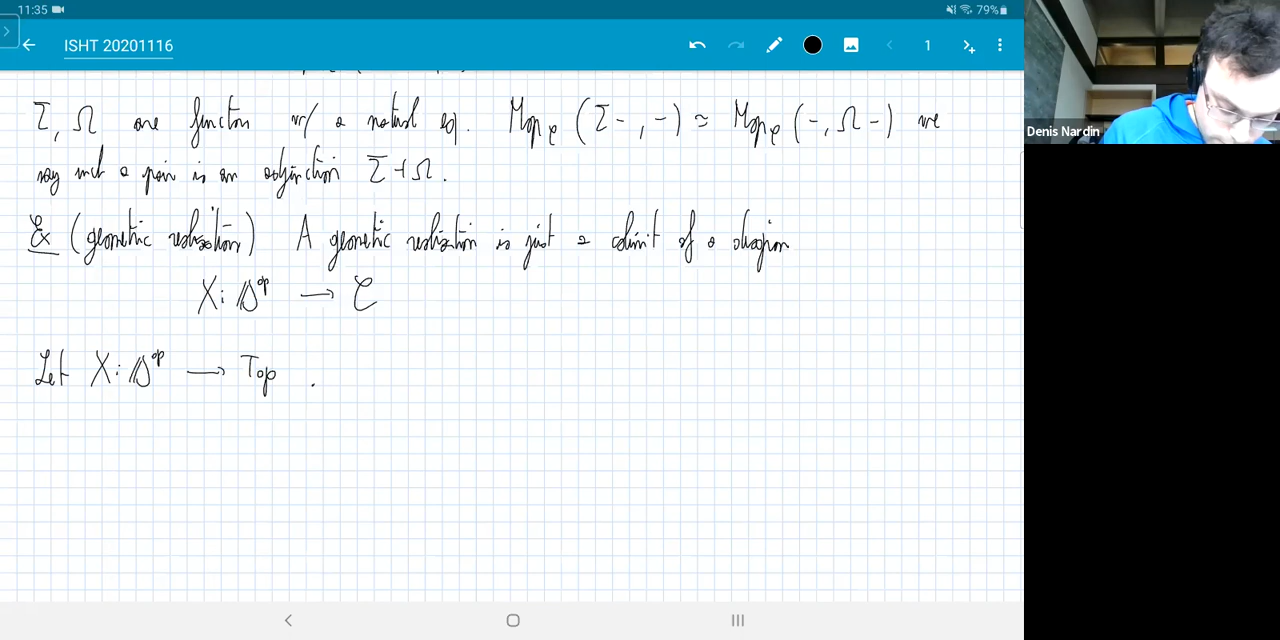 11:35
79%
ISHT 20201116
1
Σ, Ω are functors w/ a natural eq. Map_C (Σ-, -) ≃ Map_C (-, Ω-) we
say such a pair is an adjunction Σ ⊣ Ω.
Ex (geometric realization) A geometric realization is just a colimit of a diagram
X: Δ^op → C
Let X: Δ^op → Top .
Denis Nardin